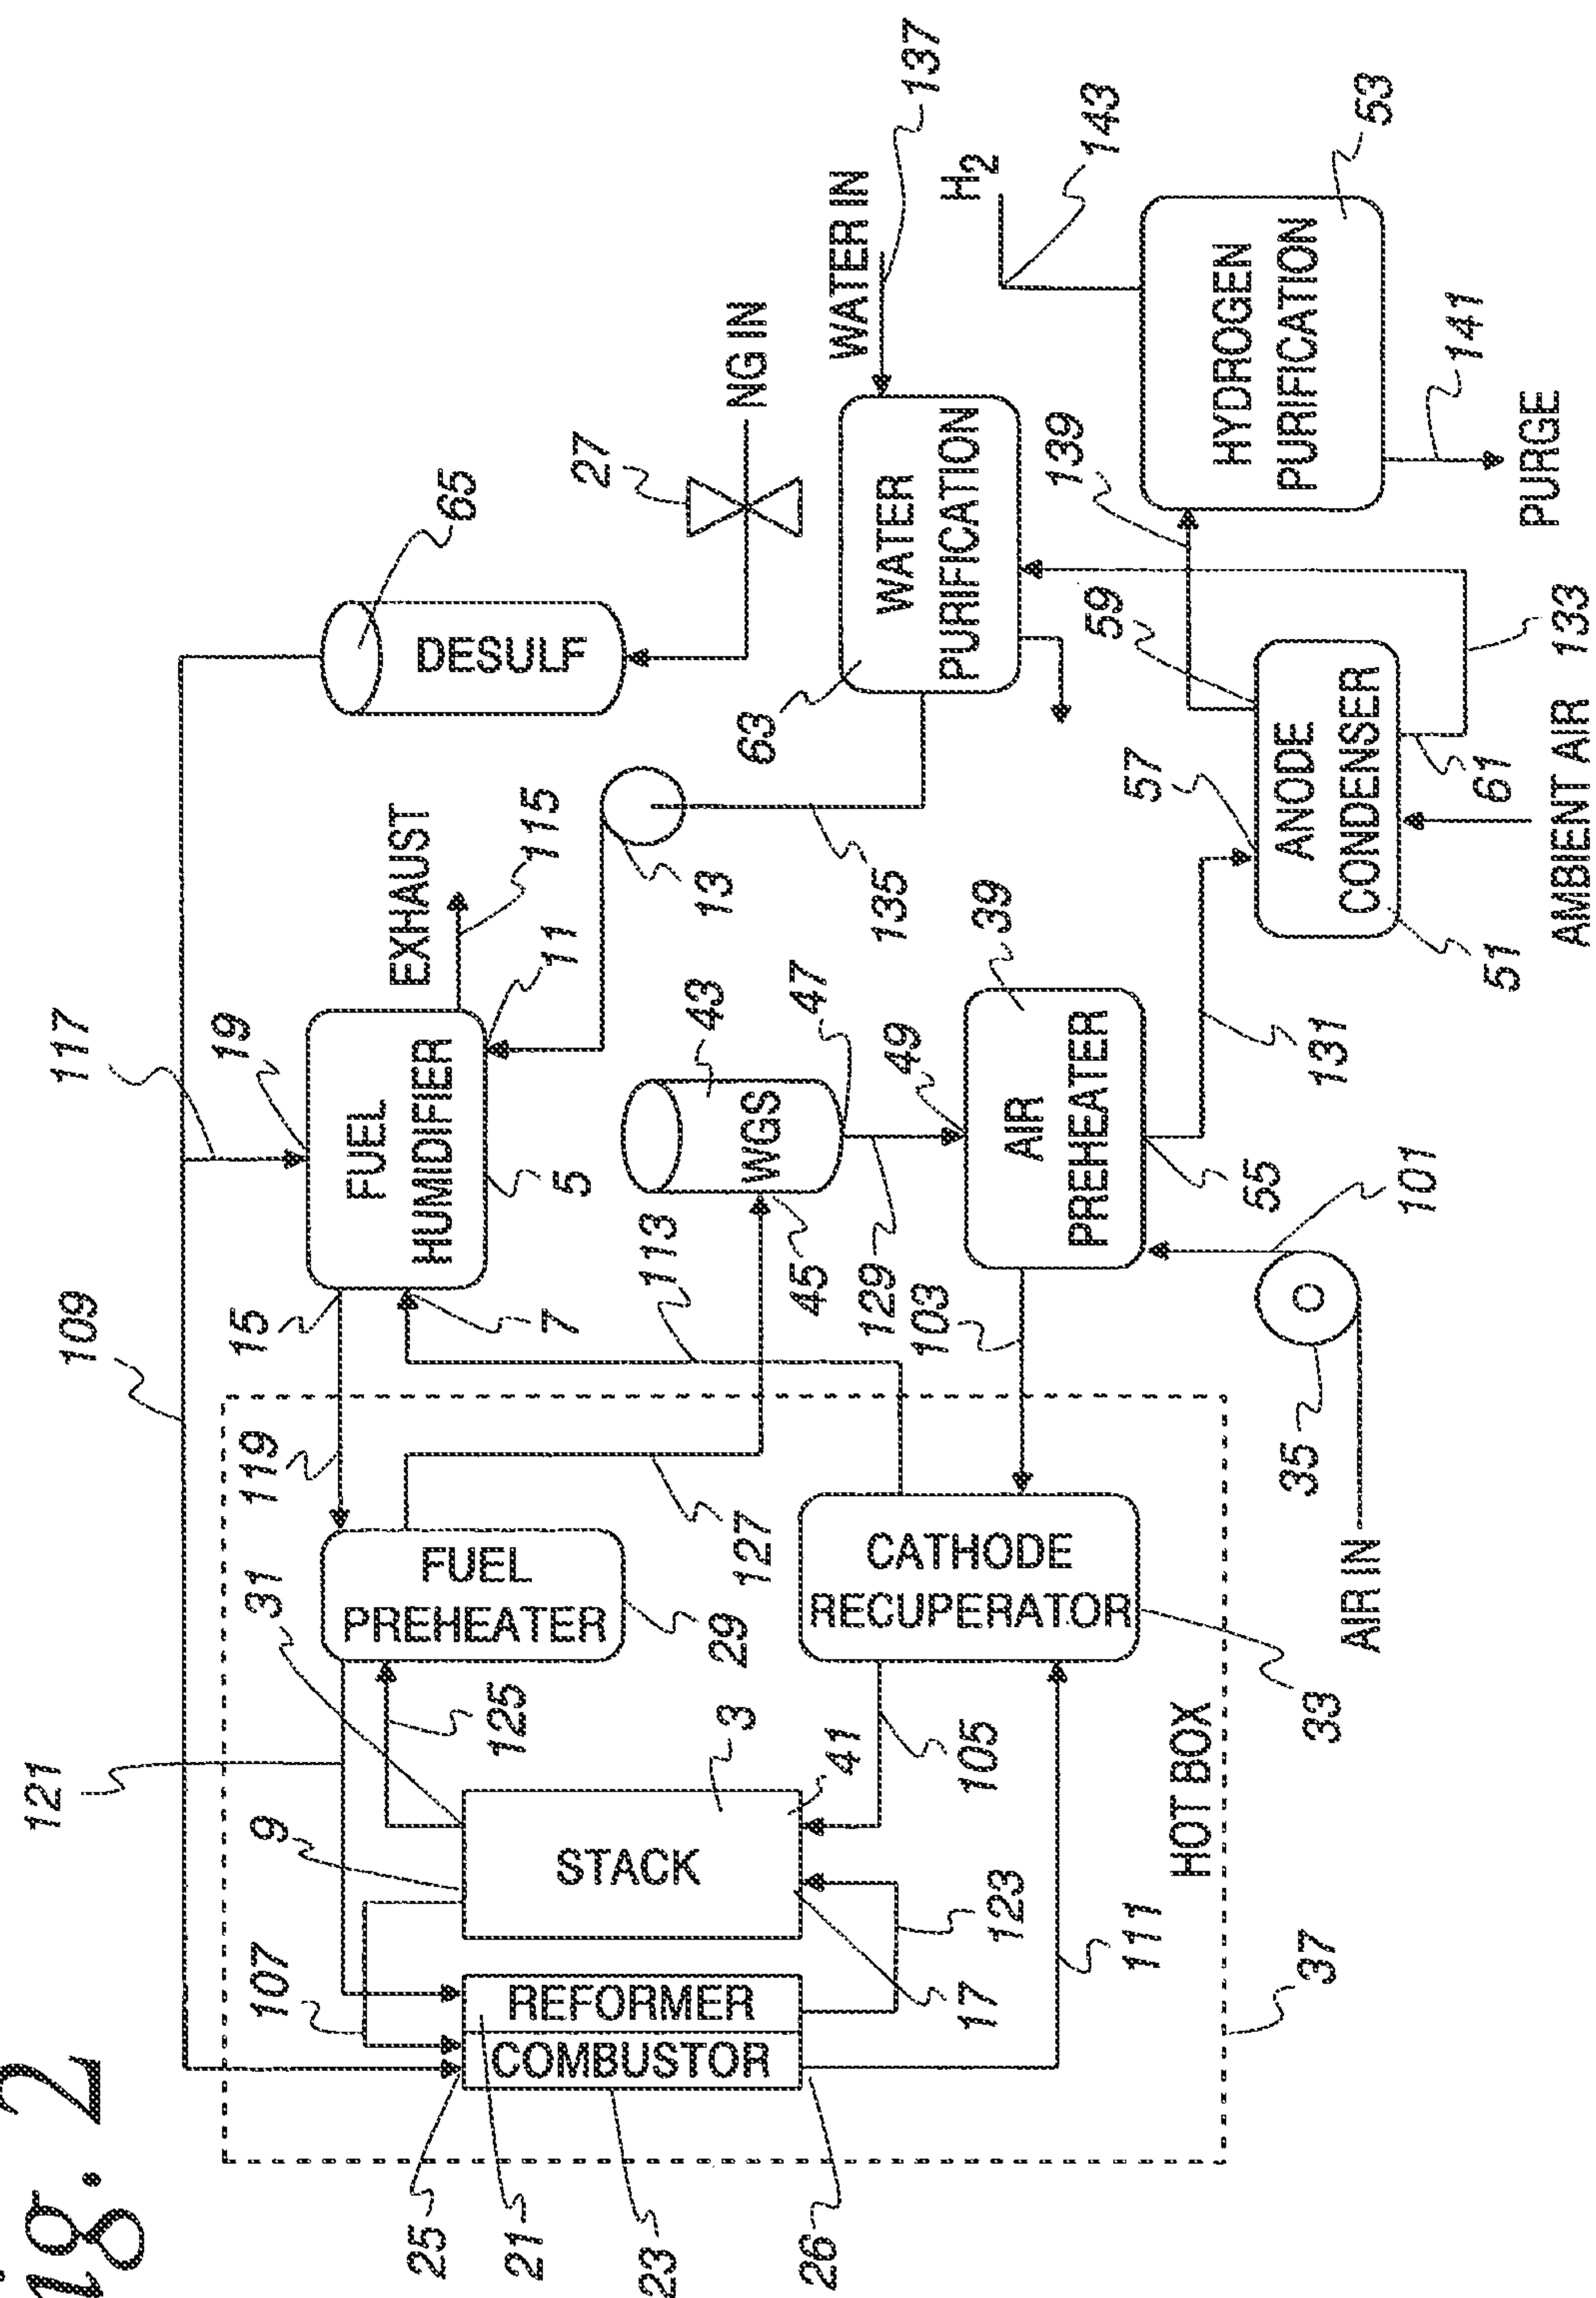 ig. 2
121
109
117
107
9
31
119
15
19
FUEL
HUMIDIFIER
5
7
EXHAUST
115
11
DESULF
65
25
21
23
26
REFORMER
COMBUSTOR
STACK
3
41
125
FUEL
PREHEATER
29
127
113
WGS
43
45
47
13
27
NG IN
63
WATER
PURIFICATION
WATER IN
137
135
129
103
49
39
AIR
PREHEATER
CATHODE
RECUPERATOR
33
105
17
123
111
HOT BOX
37
H2
143
139
59
57
HYDROGEN
PURIFICATION
53
141
PURGE
ANODE
CONDENSER
51
61
133
AMBIENT AIR
131
55
101
35
AIR IN